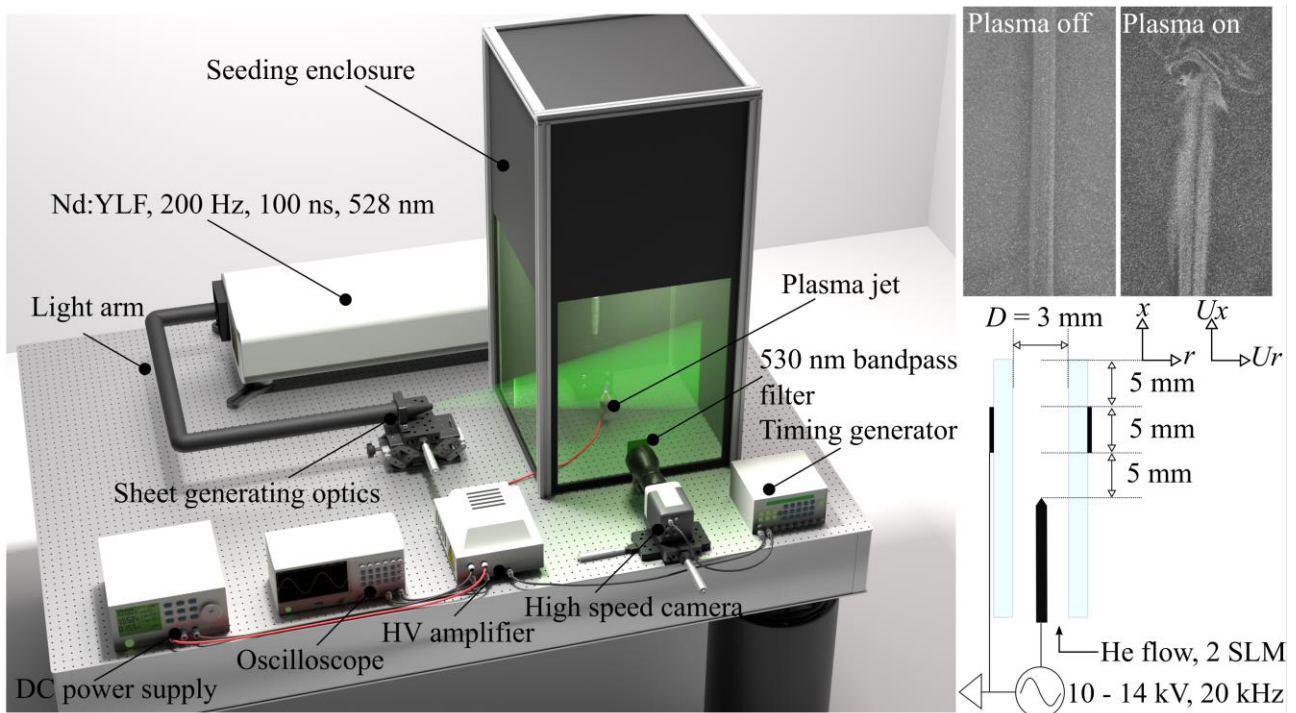 Seeding enclosure
Nd:YLF, 200 Hz, 100 ns, 528 nm
Light arm
Plasma jet
530 nm bandpass
filter
Timing generator
Sheet generating optics
High speed camera
HV amplifier
Oscilloscope
DC power supply
Plasma off
Plasma on
D = 3 mm
x
r
Ux
Ur
5 mm
5 mm
5 mm
He flow, 2 SLM
10 - 14 kV, 20 kHz